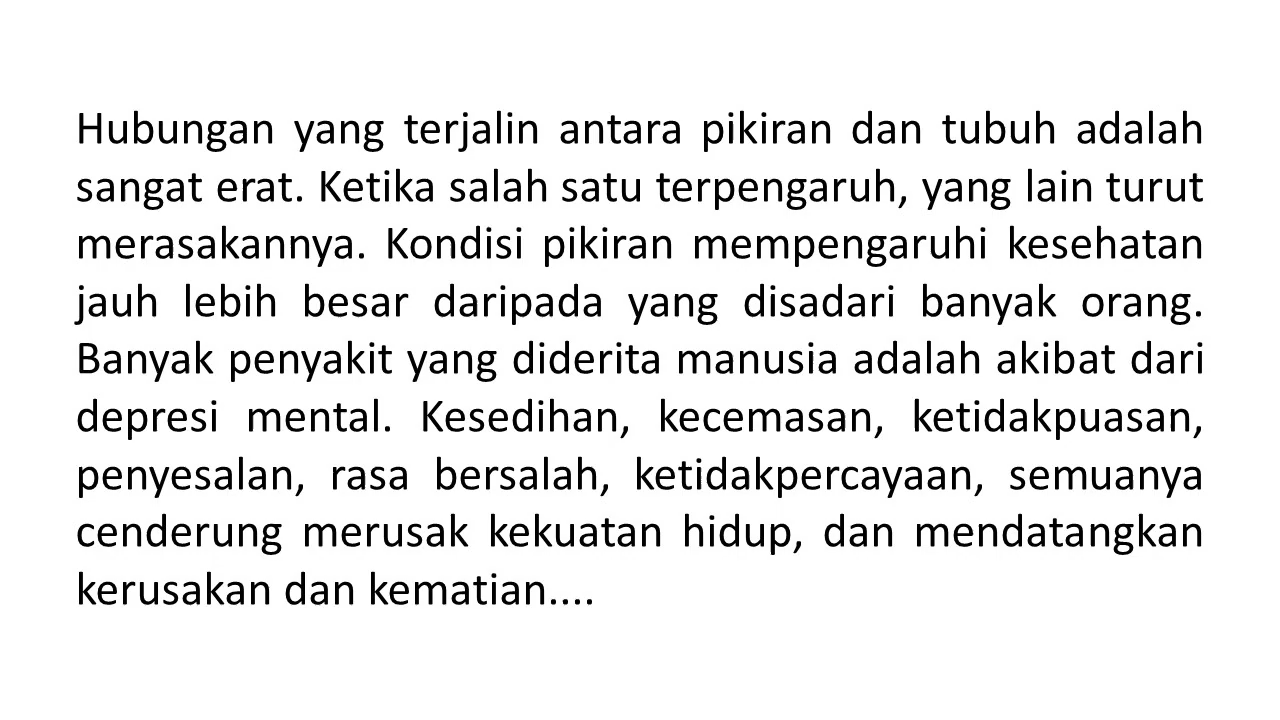 Hubungan yang terjalin antara pikiran dan tubuh adalah
sangat erat. Ketika salah satu terpengaruh, yang lain turut
merasakannya. Kondisi pikiran mempengaruhi kesehatan
jauh lebih besar daripada yang disadari banyak orang.
Banyak penyakit yang diderita manusia adalah akibat dari
depresi mental. Kesedihan, kecemasan, ketidakpuasan,
penyesalan, rasa bersalah, ketidakpercayaan, semuanya
cenderung merusak kekuatan hidup, dan mendatangkan
kerusakan dan kematian....